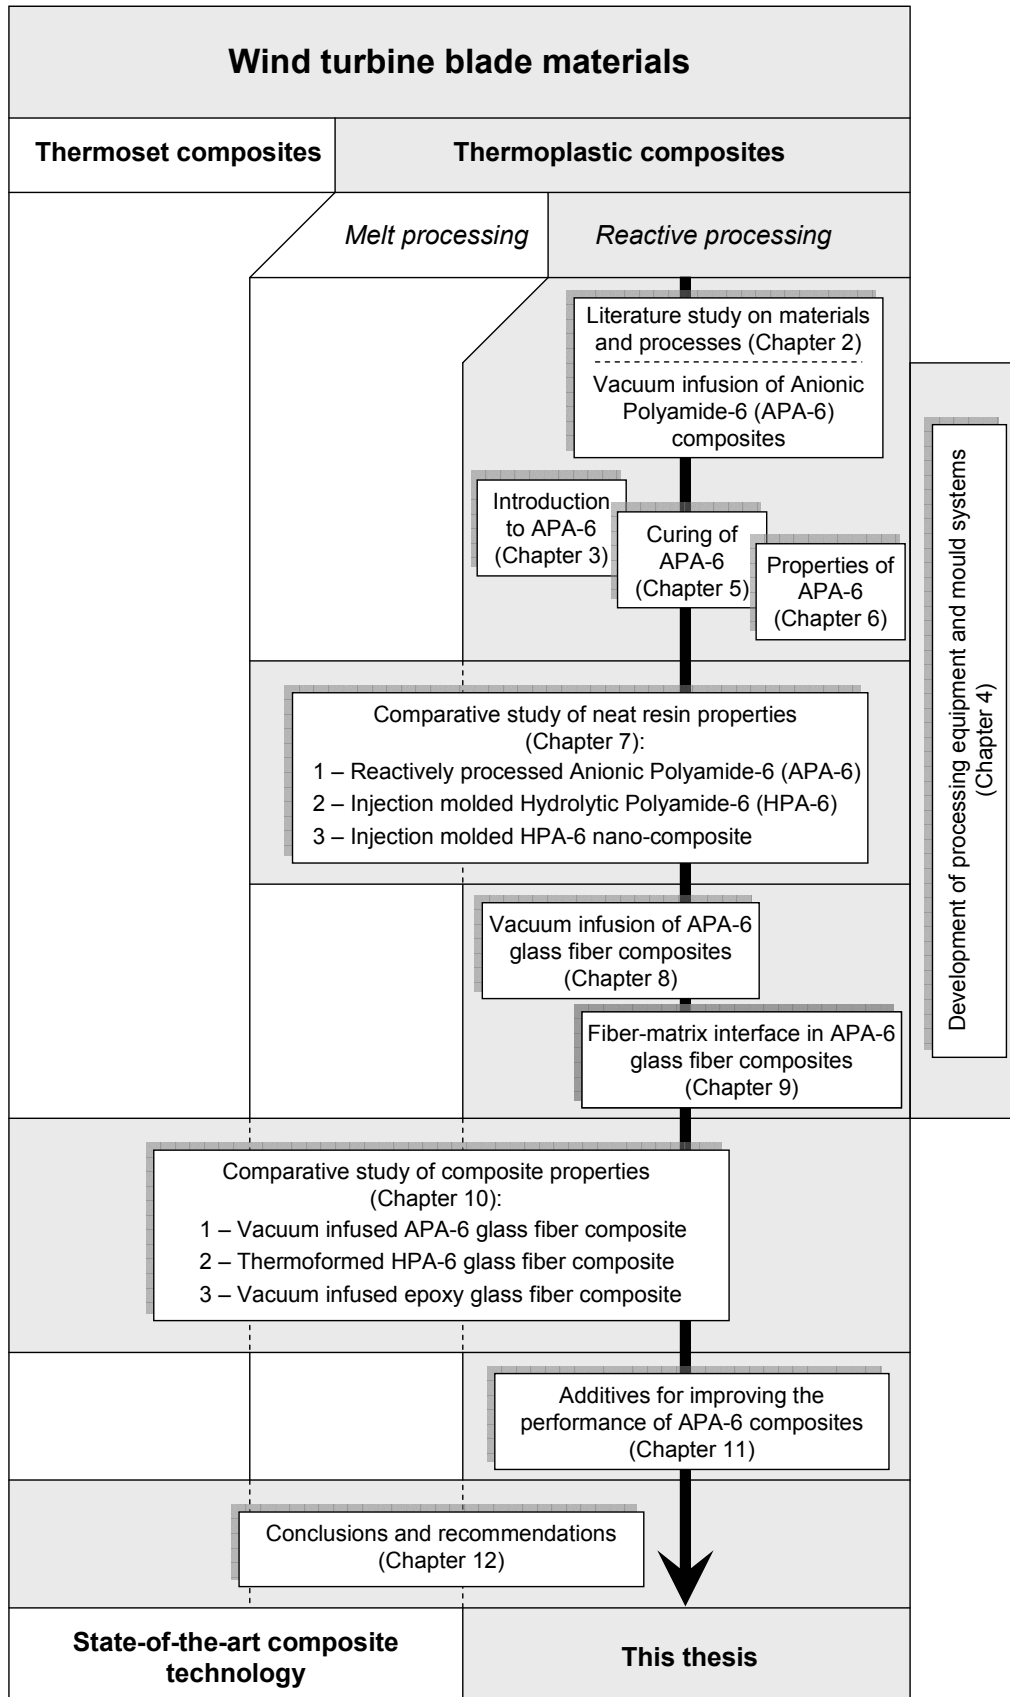 Wind turbine blade materials
Thermoset composites
Thermoplastic composites
Melt processing
Reactive processing
Literature study on materials
and processes (Chapter 2)
Vacuum infusion of Anionic
Polyamide-6 (APA-6)
composites
Introduction
to APA-6
(Chapter 3)
Curing of
APA-6
(Chapter 5)
Properties of
APA-6
(Chapter 6)
Development of processing equipment and mould systems
(Chapter 4)
Comparative study of neat resin properties
(Chapter 7):
1 – Reactively processed Anionic Polyamide-6 (APA-6)
2 – Injection molded Hydrolytic Polyamide-6 (HPA-6)
3 – Injection molded HPA-6 nano-composite
Vacuum infusion of APA-6
glass fiber composites
(Chapter 8)
Fiber-matrix interface in APA-6
glass fiber composites
(Chapter 9)
Comparative study of composite properties
(Chapter 10):
1 – Vacuum infused APA-6 glass fiber composite
2 – Thermoformed HPA-6 glass fiber composite
3 – Vacuum infused epoxy glass fiber composite
Additives for improving the
performance of APA-6 composites
(Chapter 11)
Conclusions and recommendations
(Chapter 12)
State-of-the-art composite
technology
This thesis